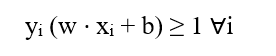 yᵢ (w · xᵢ + b) ≥ 1 ∀i